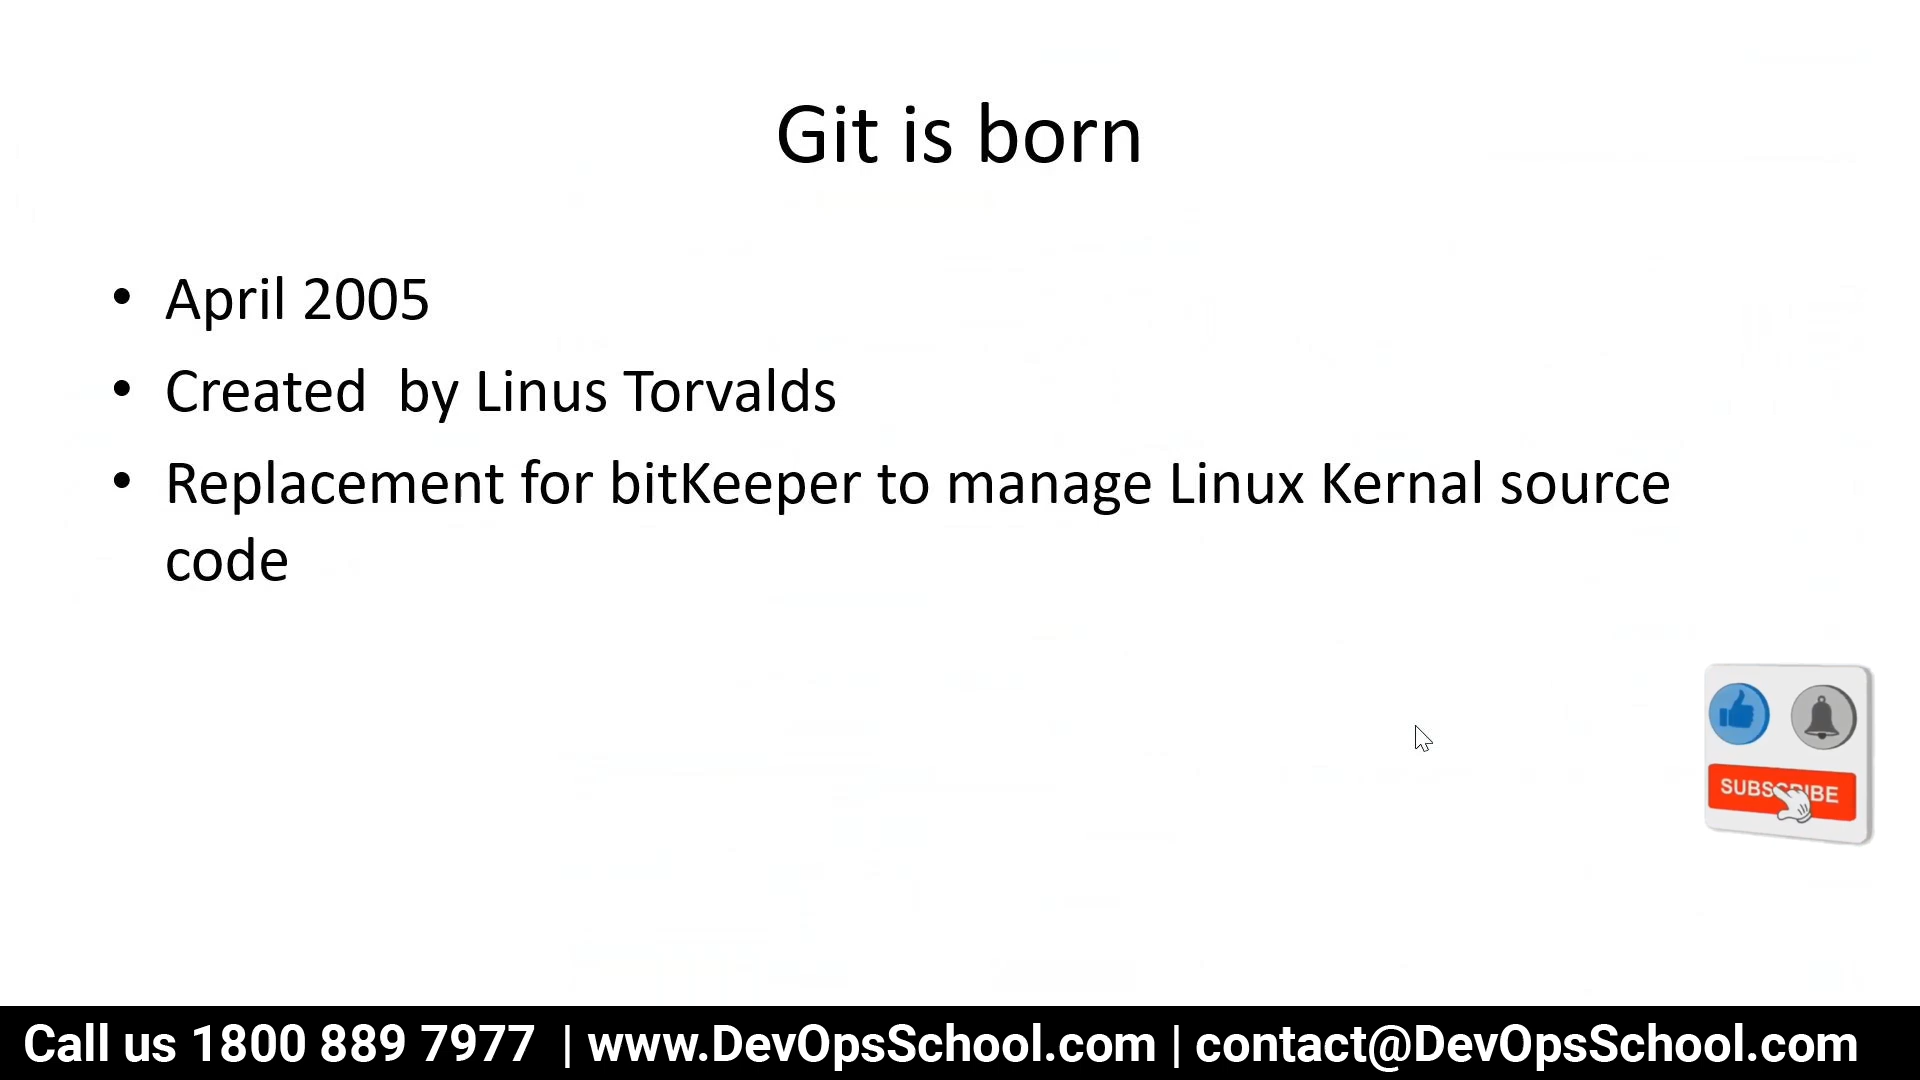 Git is born
• April 2005
• Created  by Linus Torvalds
• Replacement for bitKeeper to manage Linux Kernal source
code
SUBSCRIBE
Call us 1800 889 7977 | www.DevOpsSchool.com | contact@DevOpsSchool.com